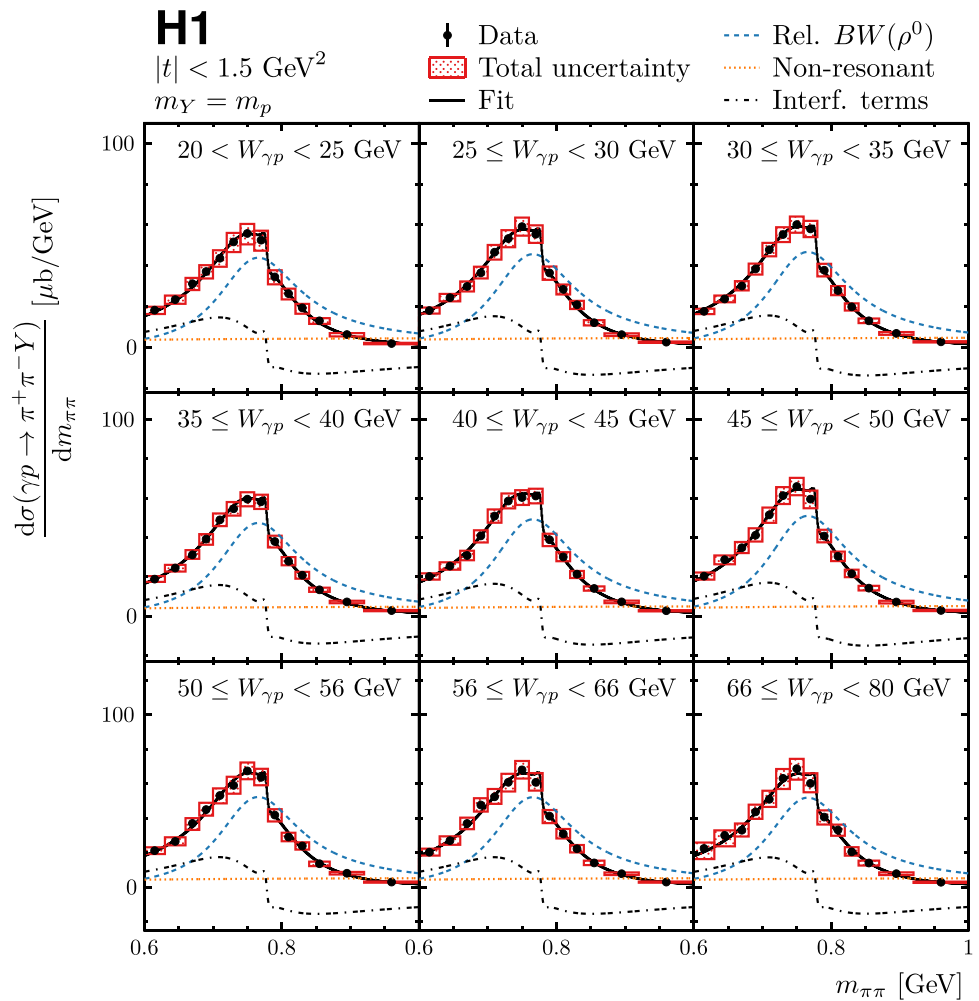 H1
|t| < 1.5 GeV²
m_Y = m_p
Data
Total uncertainty
Fit
Rel. BW(ρ⁰)
Non-resonant
Interf. terms
dσ(γp → π⁺π⁻Y)
dm_ππ
[μb/GeV]
100
0
20 < W_γp < 25 GeV
25 ≤ W_γp < 30 GeV
30 ≤ W_γp < 35 GeV
100
0
35 ≤ W_γp < 40 GeV
40 ≤ W_γp < 45 GeV
45 ≤ W_γp < 50 GeV
100
0
50 ≤ W_γp < 56 GeV
56 ≤ W_γp < 66 GeV
66 ≤ W_γp < 80 GeV
0.6 0.8 0.6 0.8 0.6 0.8 1
m_ππ [GeV]